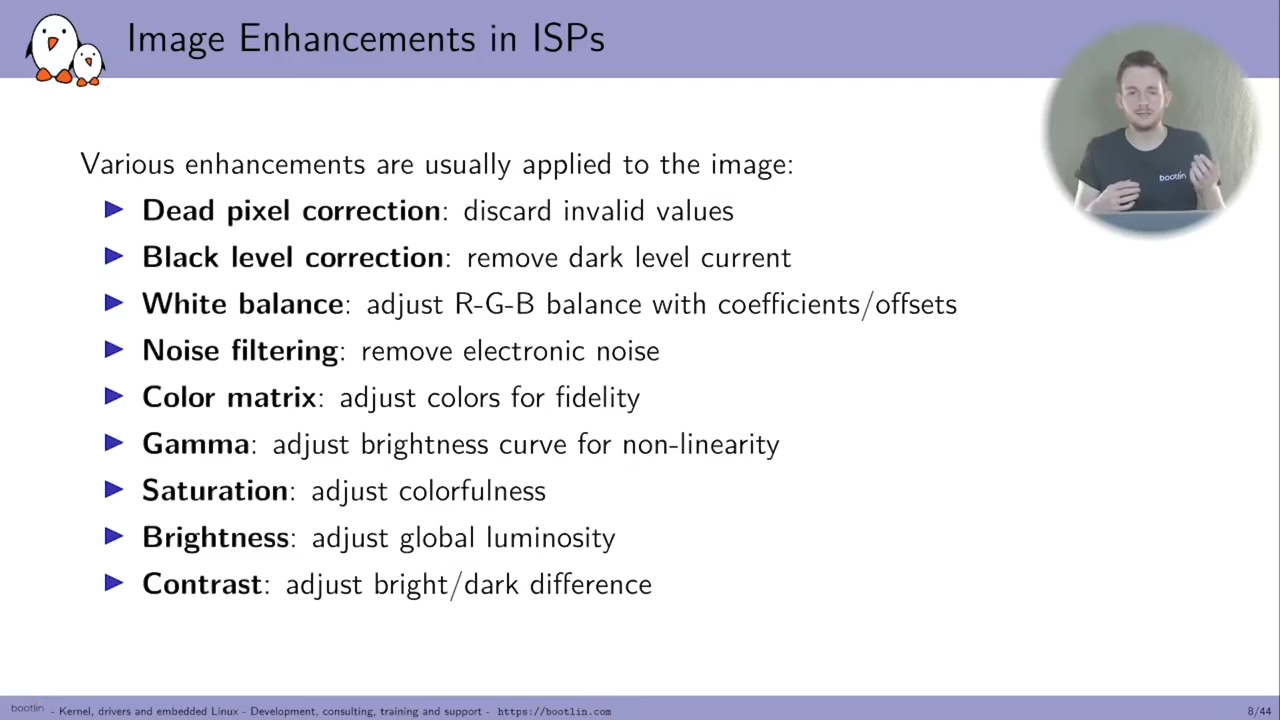 Image Enhancements in ISPs
bootlin
Various enhancements are usually applied to the image:
Dead pixel correction: discard invalid values
Black level correction: remove dark level current
White balance: adjust R-G-B balance with coefficients/offsets
Noise filtering: remove electronic noise
Color matrix: adjust colors for fidelity
Gamma: adjust brightness curve for non-linearity
Saturation: adjust colorfulness
Brightness: adjust global luminosity
Contrast: adjust bright/dark difference
bootlin - Kernel, drivers and embedded Linux - Development, consulting, training and support - https://bootlin.com 8/44